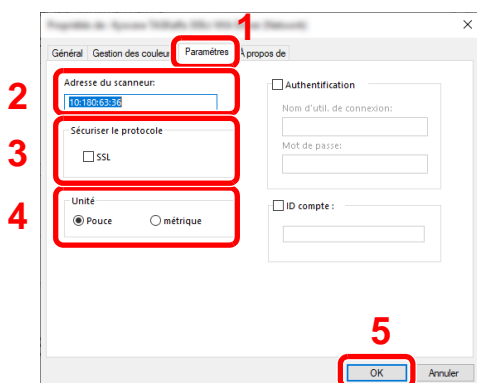 1
Général Gestion des couleur Paramètres A propos de
2
Adresse du scanneur:
10:180:63:36
Authentification
Nom d'util. de connexion:
Mot de passe:
3
Sécuriser le protocole
SSL
4
Unité
Pouce métrique
ID compte :
5
OK Annuler